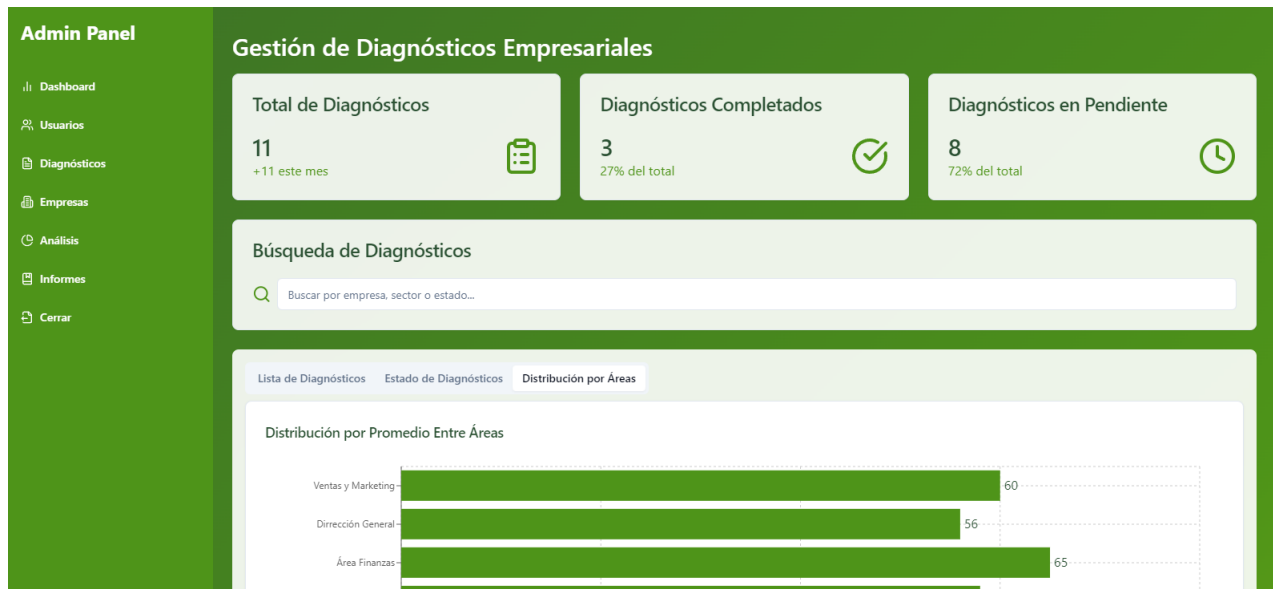 Admin Panel
Dashboard
Usuarios
Diagnósticos
Empresas
Análisis
Informes
Cerrar
Gestión de Diagnósticos Empresariales
Total de Diagnósticos
11
+11 este mes
Diagnósticos Completados
3
27% del total
Diagnósticos en Pendiente
8
72% del total
Búsqueda de Diagnósticos
Buscar por empresa, sector o estado...
Lista de Diagnósticos Estado de Diagnósticos Distribución por Áreas
Distribución por Promedio Entre Áreas
Ventas y Marketing 60
Dirrección General 56
Área Finanzas 65